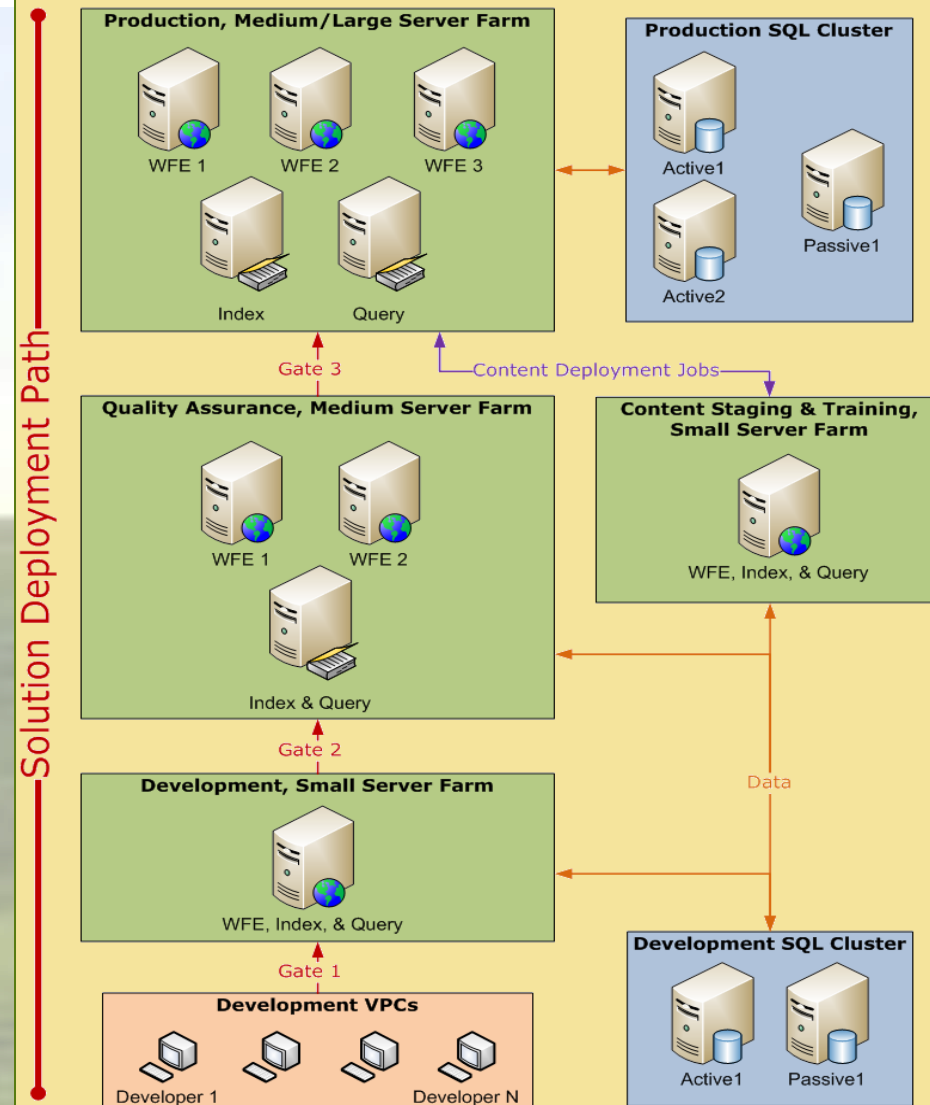 Solution Deployment Path
Production, Medium/Large Server Farm
WFE 1
WFE 2
WFE 3
Index
Query
Production SQL Cluster
Active1
Passive1
Active2
Gate 3
Content Deployment Jobs
Quality Assurance, Medium Server Farm
WFE 1
WFE 2
Index & Query
Content Staging & Training,
Small Server Farm
WFE, Index, & Query
Gate 2
Data
Development, Small Server Farm
WFE, Index, & Query
Gate 1
Development VPCs
Developer 1
Developer N
Development SQL Cluster
Active1
Passive1